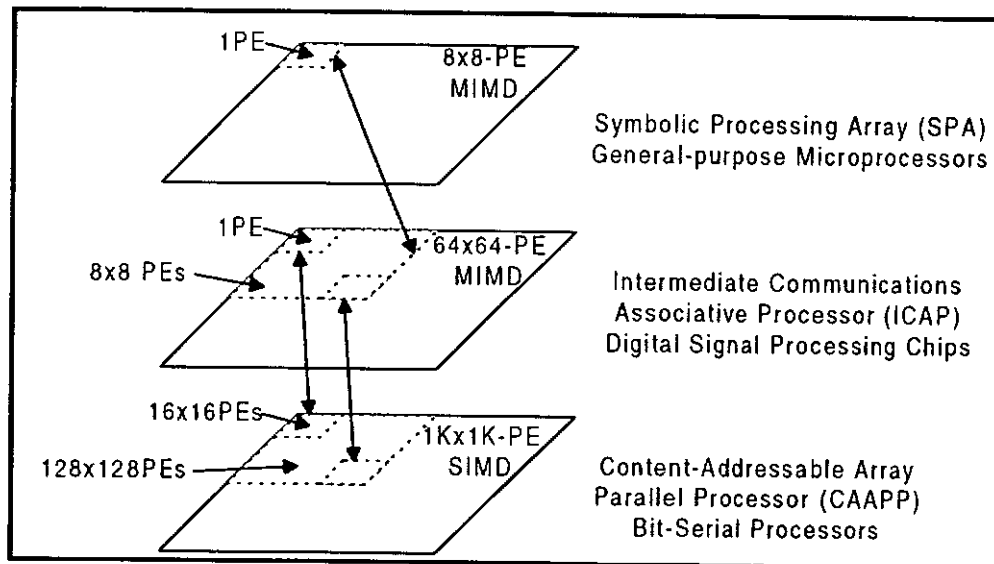 1PE
8x8-PE
MIMD
Symbolic Processing Array (SPA)
General-purpose Microprocessors
1PE
64x64-PE
MIMD
8x8 PEs
Intermediate Communications
Associative Processor (ICAP)
Digital Signal Processing Chips
16x16PEs
1Kx1K-PE
SIMD
128x128PEs
Content-Addressable Array
Parallel Processor (CAAPP)
Bit-Serial Processors